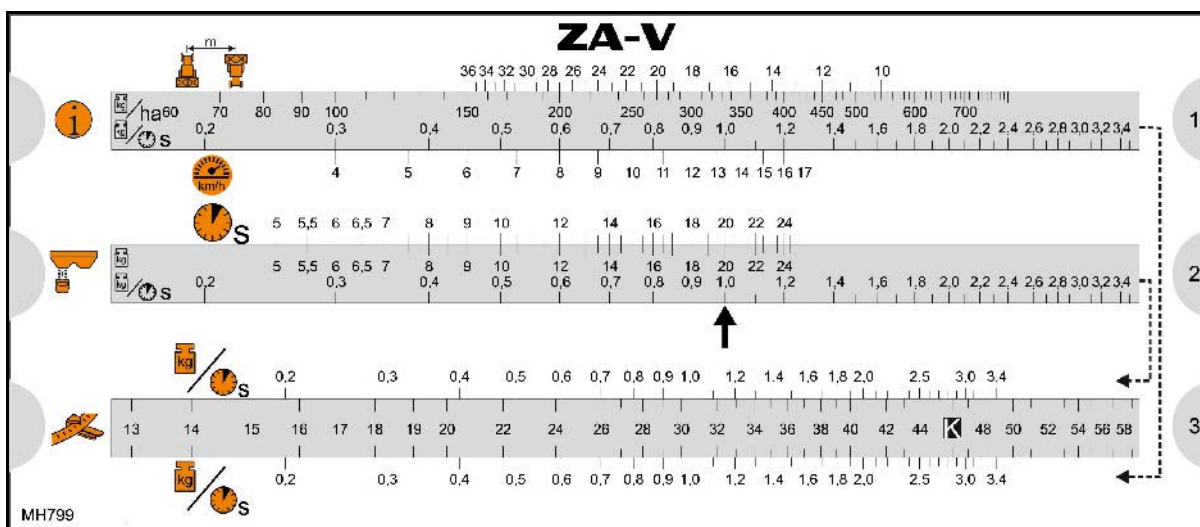 ZA-V
m
36 34 32 30 28 26 24 22 20 18 16 14 12 10
kg/ha 60 70 80 90 100 150 200 250 300 350 400 450 500 600 700
i 1
kg/s 0,2 0,3 0,4 0,5 0,6 0,7 0,8 0,9 1,0 1,2 1,4 1,6 1,8 2,0 2,2 2,4 2,6 2,8 3,0 3,2 3,4
km/h 4 5 6 7 8 9 10 11 12 13 14 15 16 17
S 5 5,5 6 6,5 7 8 9 10 12 14 16 18 20 22 24
kg 5 5,5 6 6,5 7 8 9 10 12 14 16 18 20 22 24
2
kg/s 0,2 0,3 0,4 0,5 0,6 0,7 0,8 0,9 1,0 1,2 1,4 1,6 1,8 2,0 2,2 2,4 2,6 2,8 3,0 3,2 3,4
kg/s 0,2 0,3 0,4 0,5 0,6 0,7 0,8 0,9 1,0 1,2 1.4 1,6 1,8 2,0 2,5 3,0 3.4
13 14 15 16 17 18 19 20 22 24 26 28 30 32 34 36 38 40 42 44 K 48 50 52 54 56 58 3
kg/s 0,2 0,3 0,4 0,5 0,6 0,7 0,8 0,9 1,0 1,2 1.4 1,6 1,8 2,0 2,5 3,0 3.4
MH799